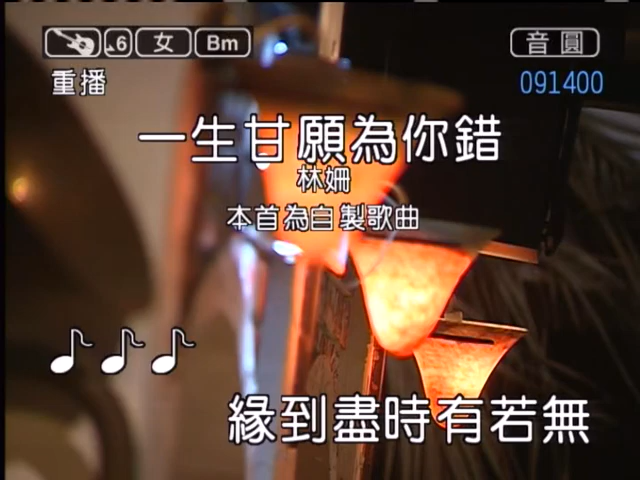 6 女 Bm 音圓
重播 091400
一生甘願為你錯
林姍
本首為自製歌曲
緣到盡時有若無